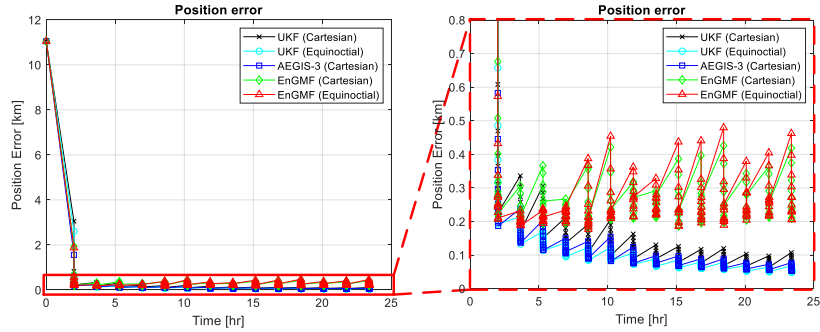 Position error
Position Error [km]
12
10
8
6
4
2
0
0 5 10 15 20 25
Time [hr]
UKF (Cartesian)
UKF (Equinoctial)
AEGIS-3 (Cartesian)
EnGMF (Cartesian)
EnGMF (Equinoctial)
Position error
Position Error [km]
0.8
0.7
0.6
0.5
0.4
0.3
0.2
0.1
0
0 5 10 15 20 25
Time [hr]
UKF (Cartesian)
UKF (Equinoctial)
AEGIS-3 (Cartesian)
EnGMF (Cartesian)
EnGMF (Equinoctial)